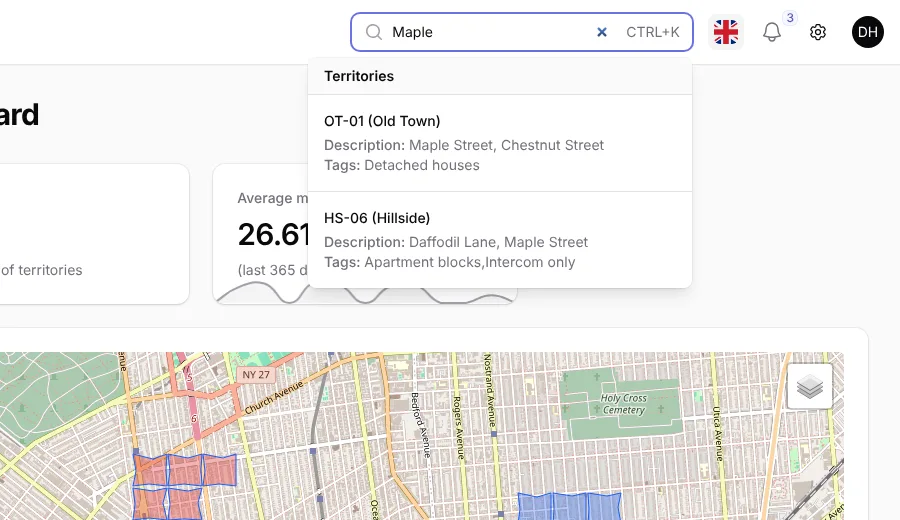 Maple
CTRL+K
3
DH
Territories
ard
OT-01 (Old Town)
Description: Maple Street, Chestnut Street
Tags: Detached houses
HS-06 (Hillside)
Description: Daffodil Lane, Maple Street
Tags: Apartment blocks,Intercom only
Average m
26.61
of territories
(last 365 d
NY 27
Church Avenue
5
5
Bedford Avenue
Rogers Avenue
Nostrand Avenue
Holy Cross
Cemetery
Utica Avenue